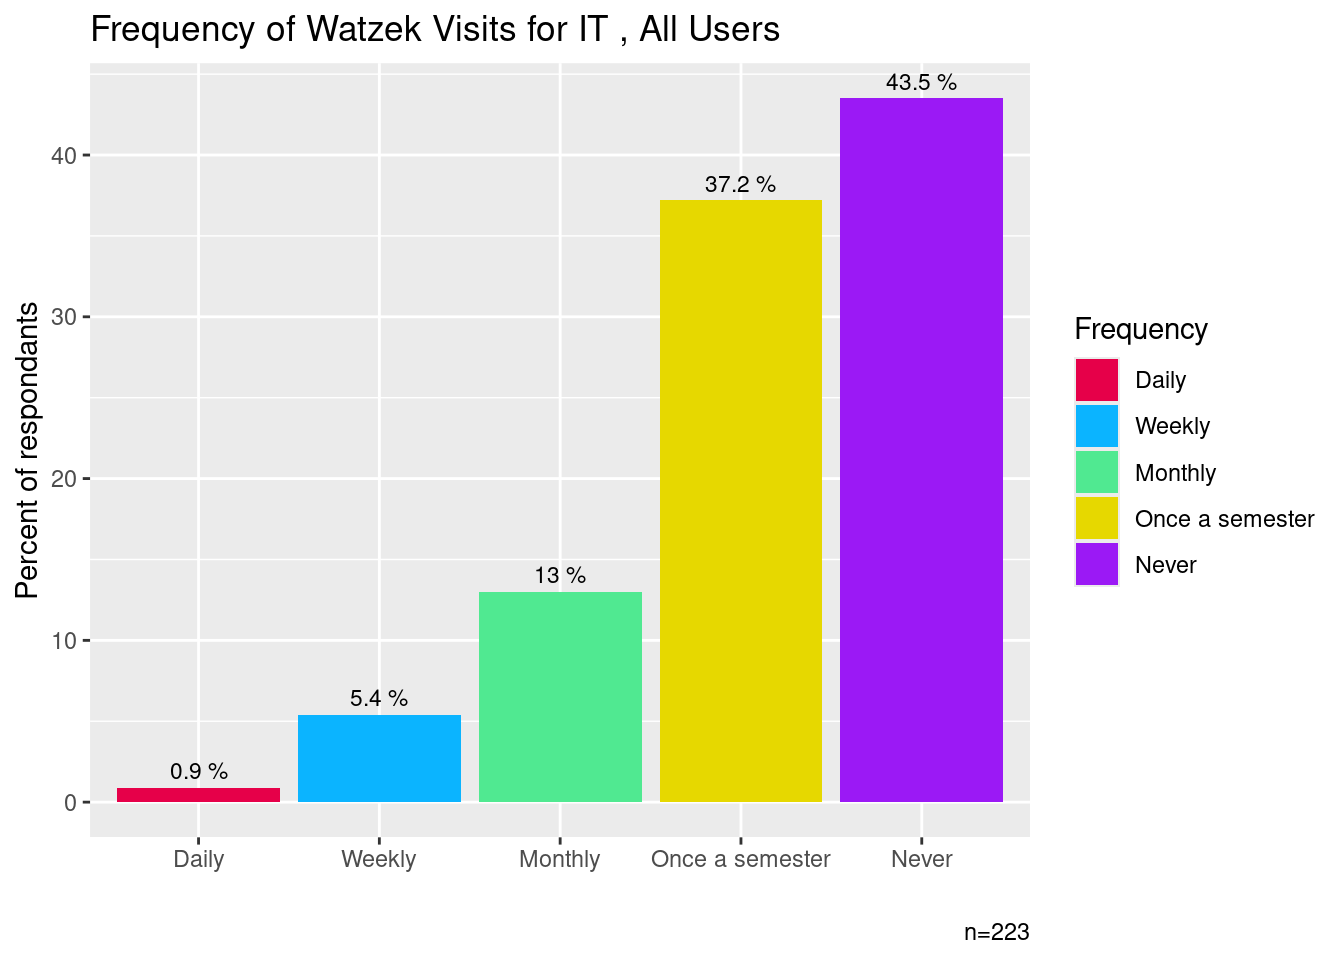 Frequency of Watzek Visits for IT , All Users
Percent of respondants
40
30
20
10
0
0.9 %
5.4 %
13 %
37.2 %
43.5 %
Daily
Weekly
Monthly
Once a semester
Never
Frequency
Daily
Weekly
Monthly
Once a semester
Never
n=223